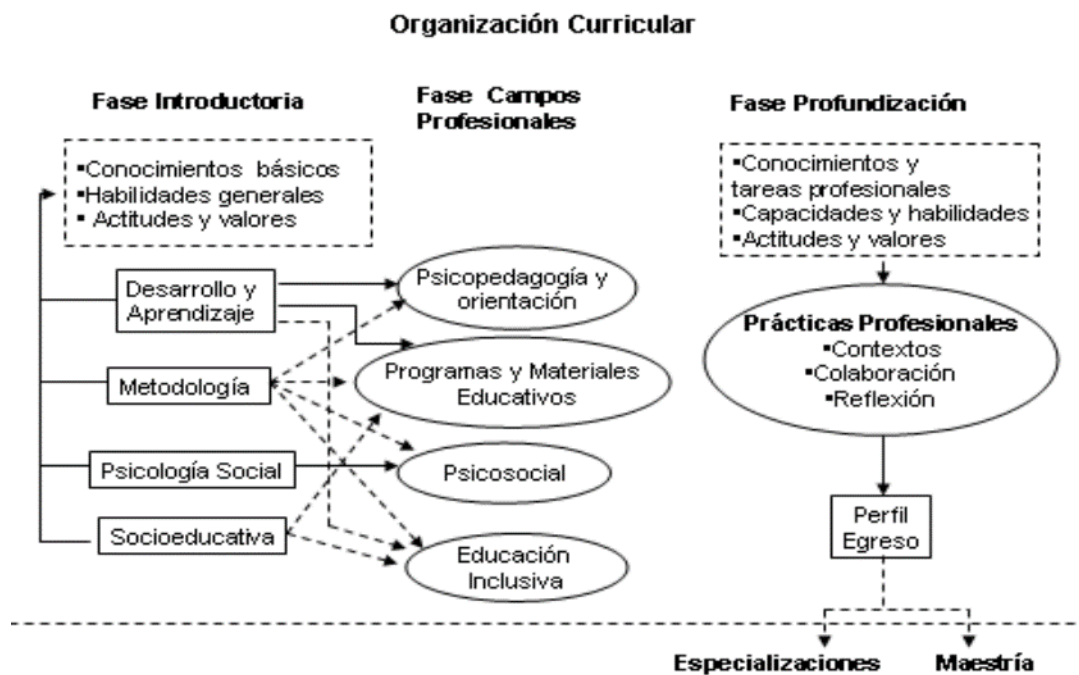 Organización Curricular
Fase Introductoria
▪Conocimientos básicos
▪Habilidades generales
▪ Actitudes y valores
Desarrollo y
Aprendizaje
Metodología
Psicología Social
Socioeducativa
Fase Campos
Profesionales
Psicopedagogía y
orientación
Programas y Materiales
Educativos
Psicosocial
Educación
Inclusiva
Fase Profundización
▪Conocimientos y
tareas profesionales
▪Capacidades y habilidades
▪Actitudes y valores
Prácticas Profesionales
▪Contextos
▪Colaboración
▪Reflexión
Perfil
Egreso
Especializaciones
Maestría